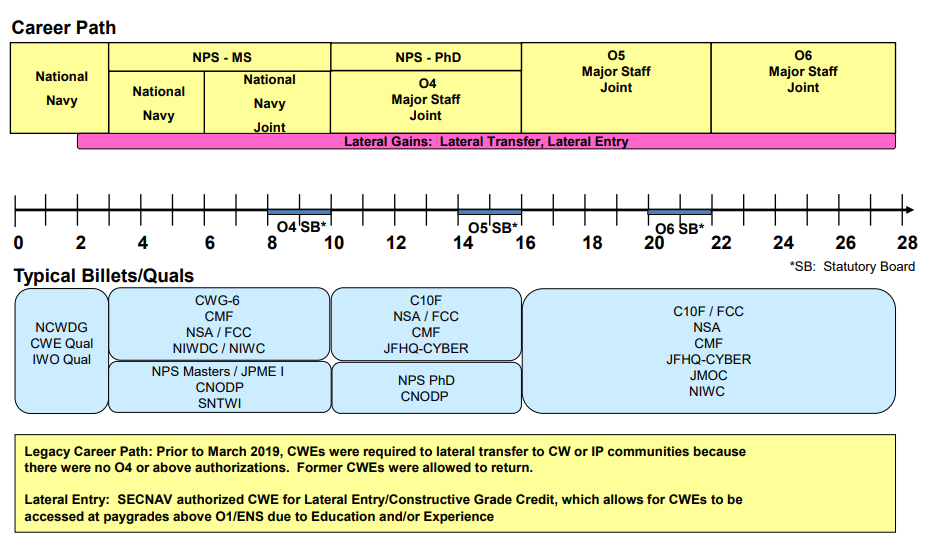 Career Path
National
Navy
NPS - MS
National
Navy
National
Navy
Joint
NPS - PhD
O4
Major Staff
Joint
O5
Major Staff
Joint
O6
Major Staff
Joint
Lateral Gains:  Lateral Transfer, Lateral Entry
O4 SB*
O5 SB*
O6 SB*
0 2 4 6 8 10 12 14 16 18 20 22 24 26 28
*SB:  Statutory Board
Typical Billets/Quals
NCWDG
CWE Qual
IWO Qual
CWG-6
CMF
NSA / FCC
NIWDC / NIWC
NPS Masters / JPME I
CNODP
SNTWI
C10F
NSA / FCC
CMF
JFHQ-CYBER
NPS PhD
CNODP
C10F / FCC
NSA
CMF
JFHQ-CYBER
JMOC
NIWC
Legacy Career Path: Prior to March 2019, CWEs were required to lateral transfer to CW or IP communities because
there were no O4 or above authorizations.  Former CWEs were allowed to return.
Lateral Entry:  SECNAV authorized CWE for Lateral Entry/Constructive Grade Credit, which allows for CWEs to be
accessed at paygrades above O1/ENS due to Education and/or Experience